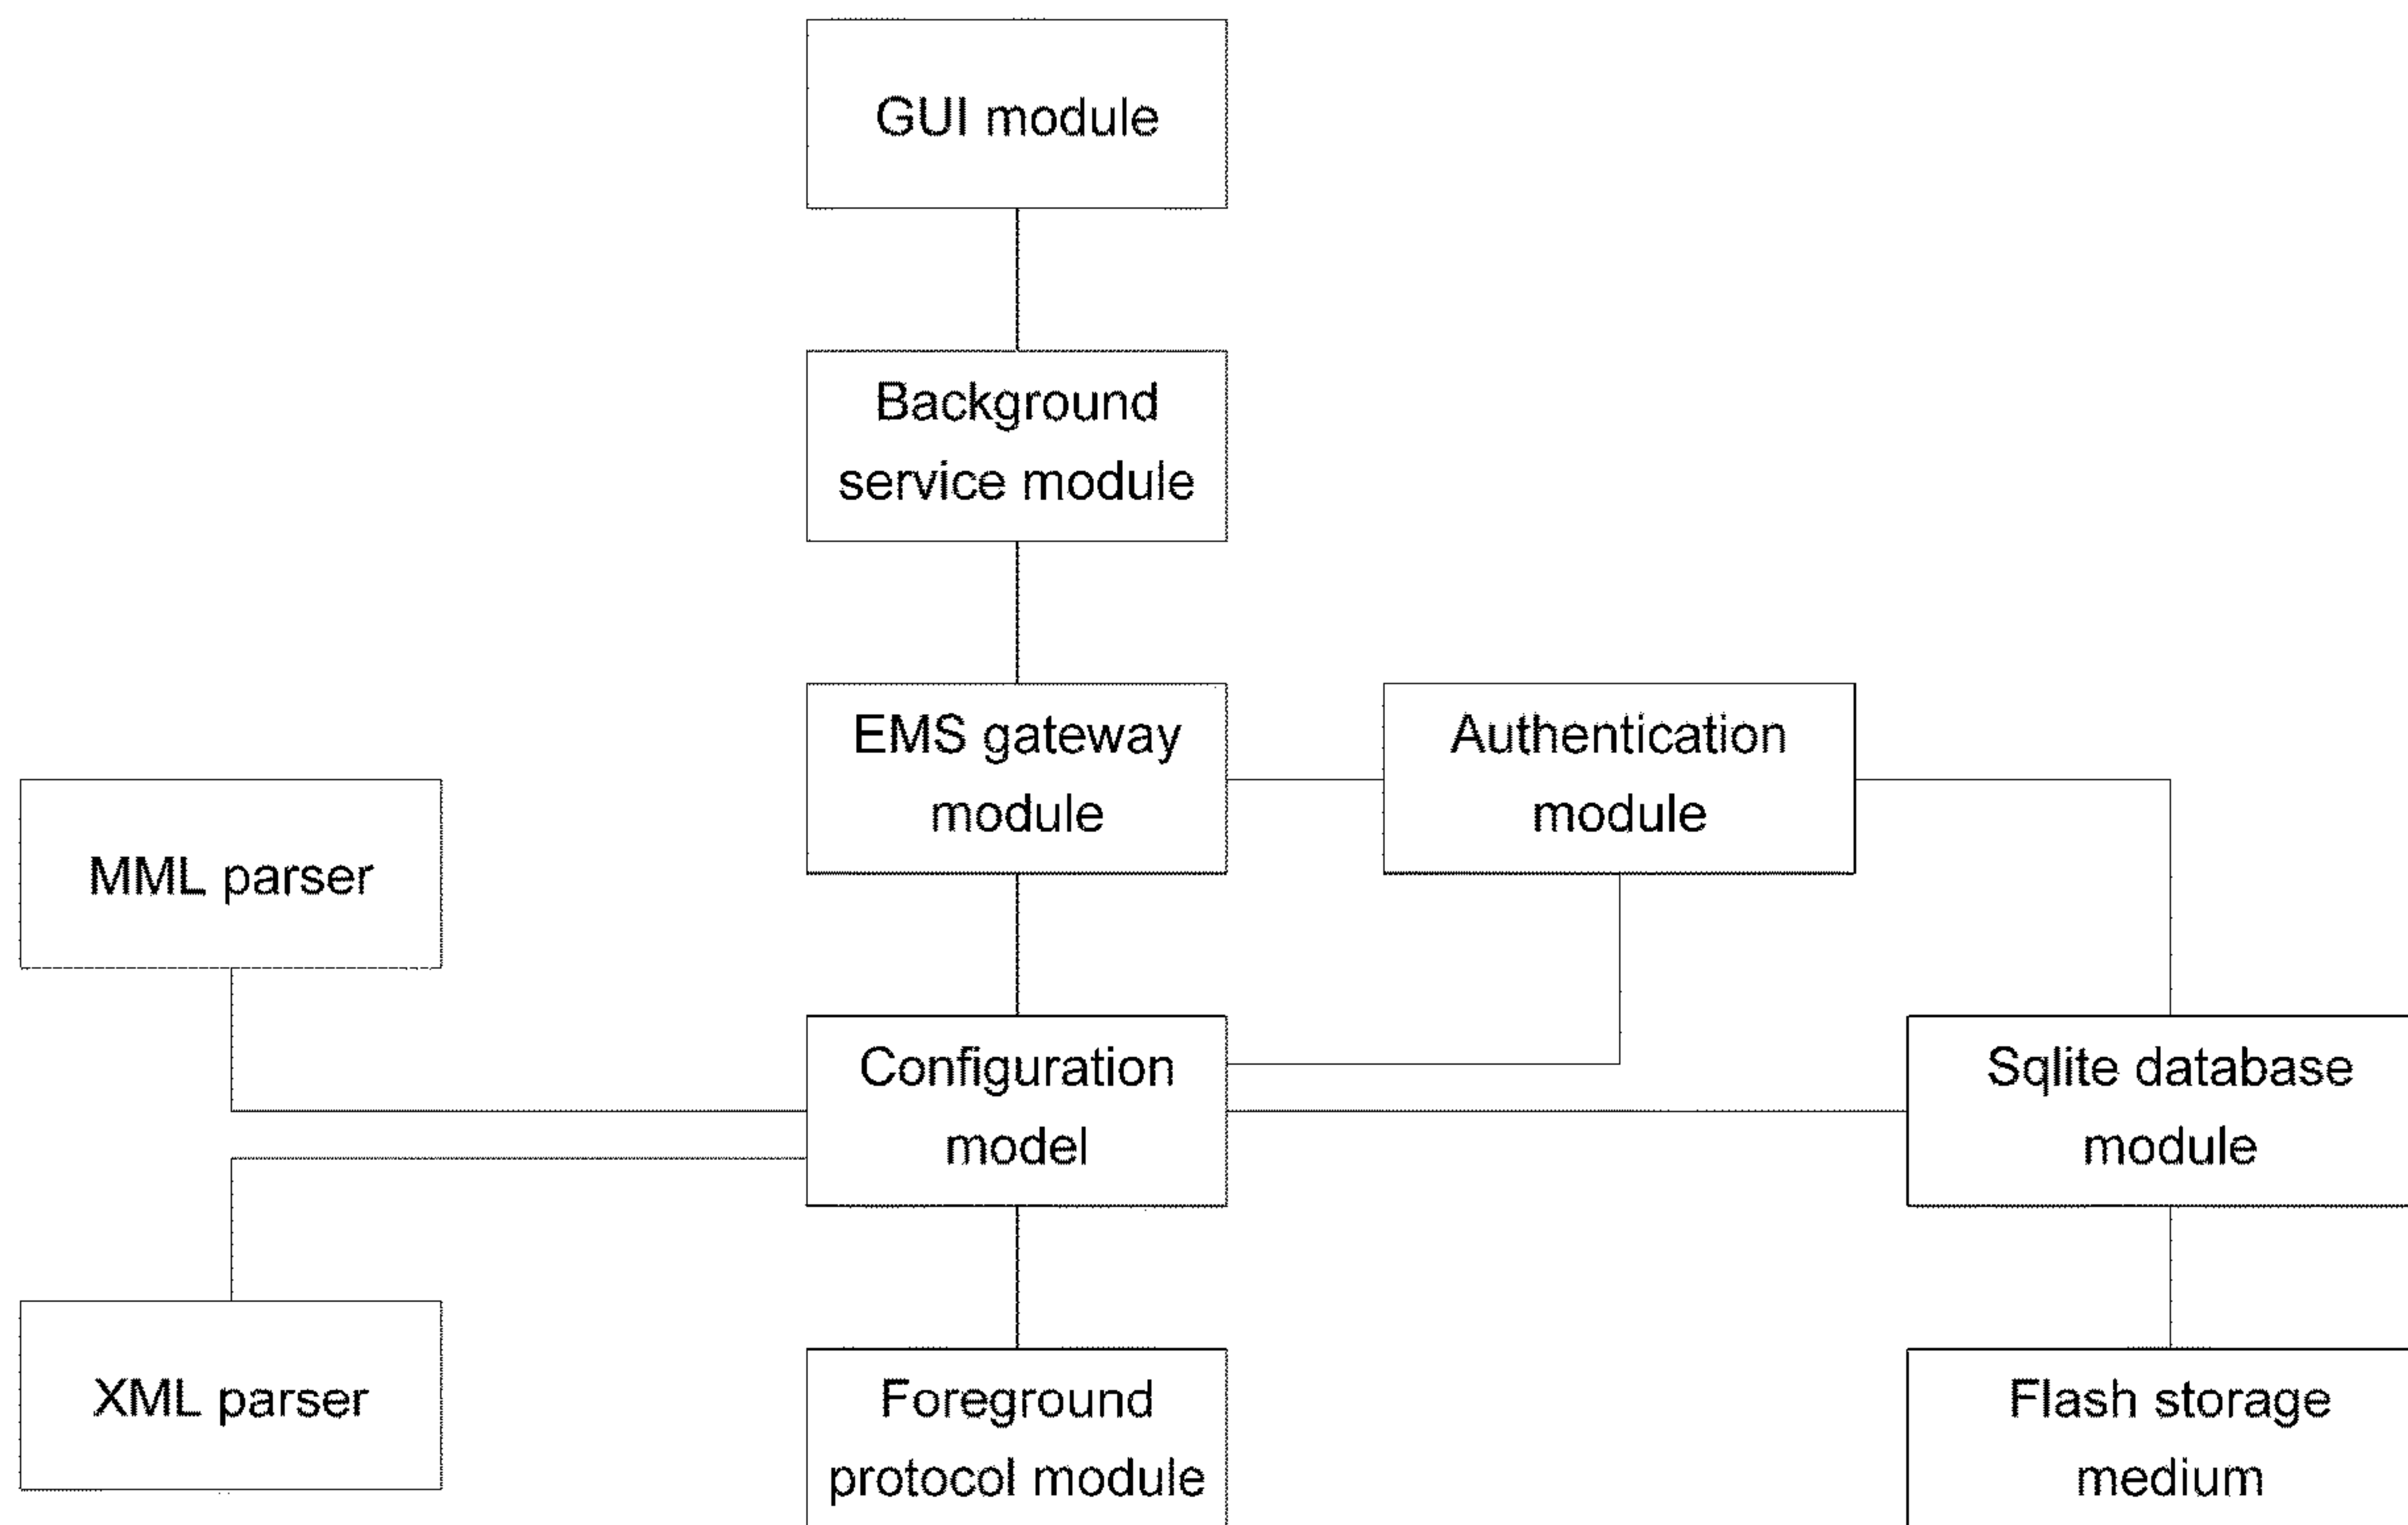 GUI module
Background
service module
EMS gateway
module
Authentication
module
MML parser
Configuration
model
Sqlite database
module
XML parser
Foreground
protocol module
Flash storage
medium